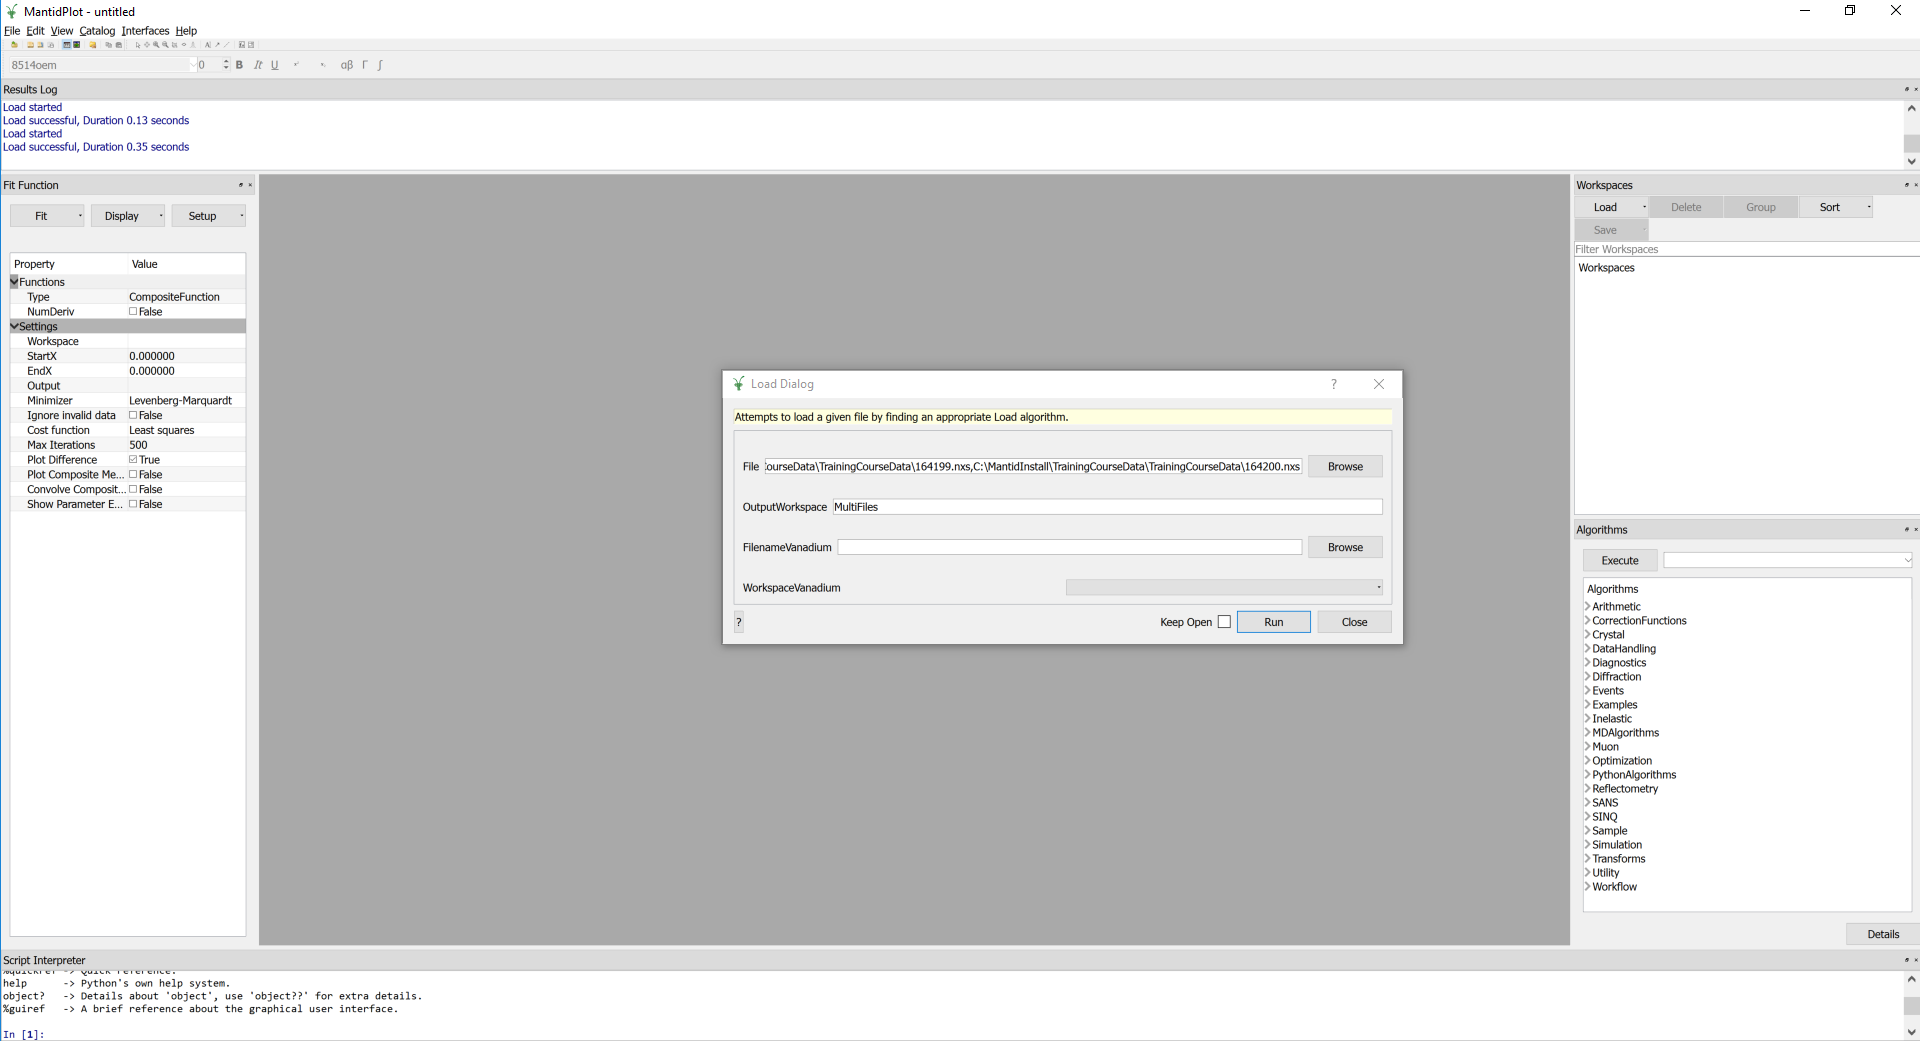 MantidPlot - untitled
File Edit View Catalog Interfaces Help
8514oem 0 B It U αβ Γ ∫
Results Log
Load started
Load successful, Duration 0.13 seconds
Load started
Load successful, Duration 0.35 seconds
Fit Function
Fit Display Setup
Property Value
Functions
Type CompositeFunction
NumDeriv False
Settings
Workspace
StartX 0.000000
EndX 0.000000
Output
Minimizer Levenberg-Marquardt
Ignore invalid data False
Cost function Least squares
Max Iterations 500
Plot Difference True
Plot Composite Me... False
Convolve Composit... False
Show Parameter E... False
Load Dialog ?
Attempts to load a given file by finding an appropriate Load algorithm.
File :ourseData\TrainingCourseData\164199.nxs,C:\MantidInstall\TrainingCourseData\TrainingCourseData\164200.nxs Browse
OutputWorkspace MultiFiles
FilenameVanadium Browse
WorkspaceVanadium
? Keep Open Run Close
Workspaces
Load Delete Group Sort
Save
Filter Workspaces
Workspaces
Algorithms
Execute
Algorithms
Arithmetic
CorrectionFunctions
Crystal
DataHandling
Diagnostics
Diffraction
Events
Examples
Inelastic
MDAlgorithms
Muon
Optimization
PythonAlgorithms
Reflectometry
SANS
SINQ
Sample
Simulation
Transforms
Utility
Workflow
Details
Script Interpreter
%quickref -> Quick reference.
help -> Python's own help system.
object? -> Details about 'object', use 'object??' for extra details.
%guiref -> A brief reference about the graphical user interface.
In [1]: